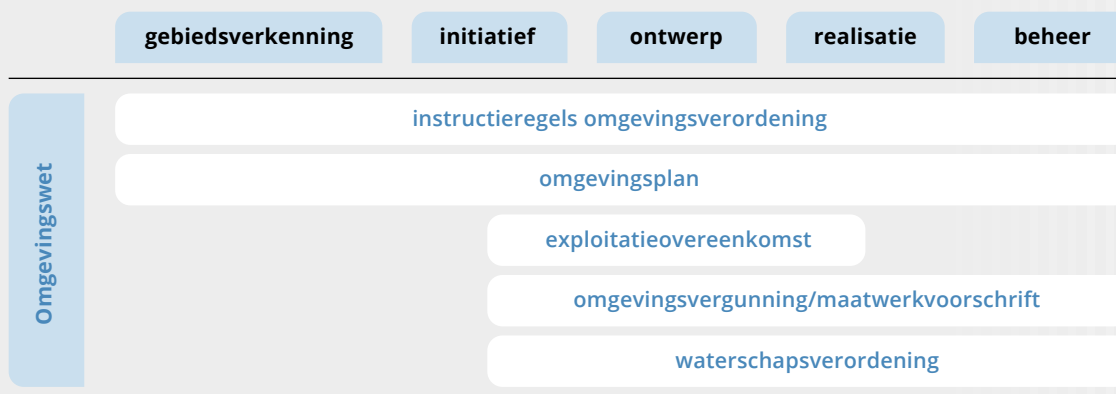 gebiedsverkenning initiatief ontwerp realisatie beheer
Omgevingswet
instructieregels omgevingsverordening
omgevingsplan
exploitatieovereenkomst
omgevingsvergunning/maatwerkvoorschrift
waterschapsverordening